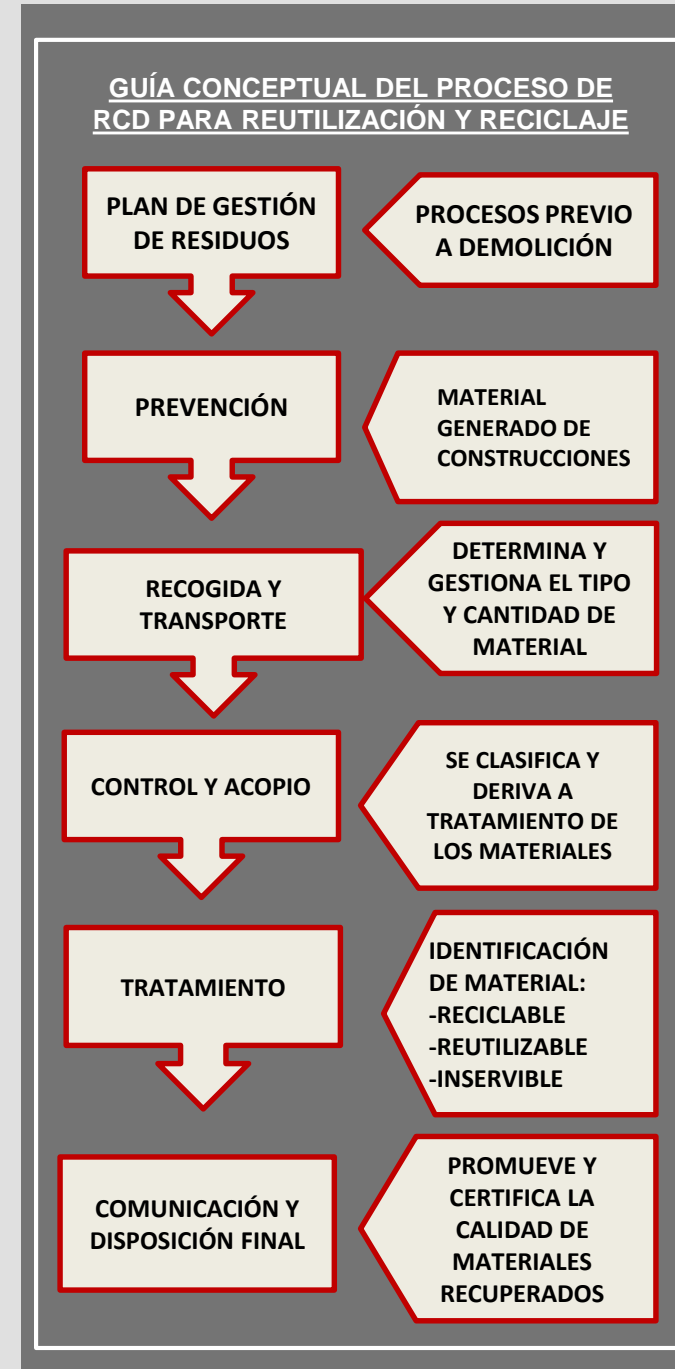 GUÍA CONCEPTUAL DEL PROCESO DE
RCD PARA REUTILIZACIÓN Y RECICLAJE
PLAN DE GESTIÓN
DE RESIDUOS
PROCESOS PREVIO
A DEMOLICIÓN
PREVENCIÓN
MATERIAL
GENERADO DE
CONSTRUCCIONES
RECOGIDA Y
TRANSPORTE
DETERMINA Y
GESTIONA EL TIPO
Y CANTIDAD DE
MATERIAL
CONTROL Y ACOPIO
SE CLASIFICA Y
DERIVA A
TRATAMIENTO DE
LOS MATERIALES
TRATAMIENTO
IDENTIFICACIÓN
DE MATERIAL:
-RECICLABLE
-REUTILIZABLE
-INSERVIBLE
COMUNICACIÓN Y
DISPOSICIÓN FINAL
PROMUEVE Y
CERTIFICA LA
CALIDAD DE
MATERIALES
RECUPERADOS